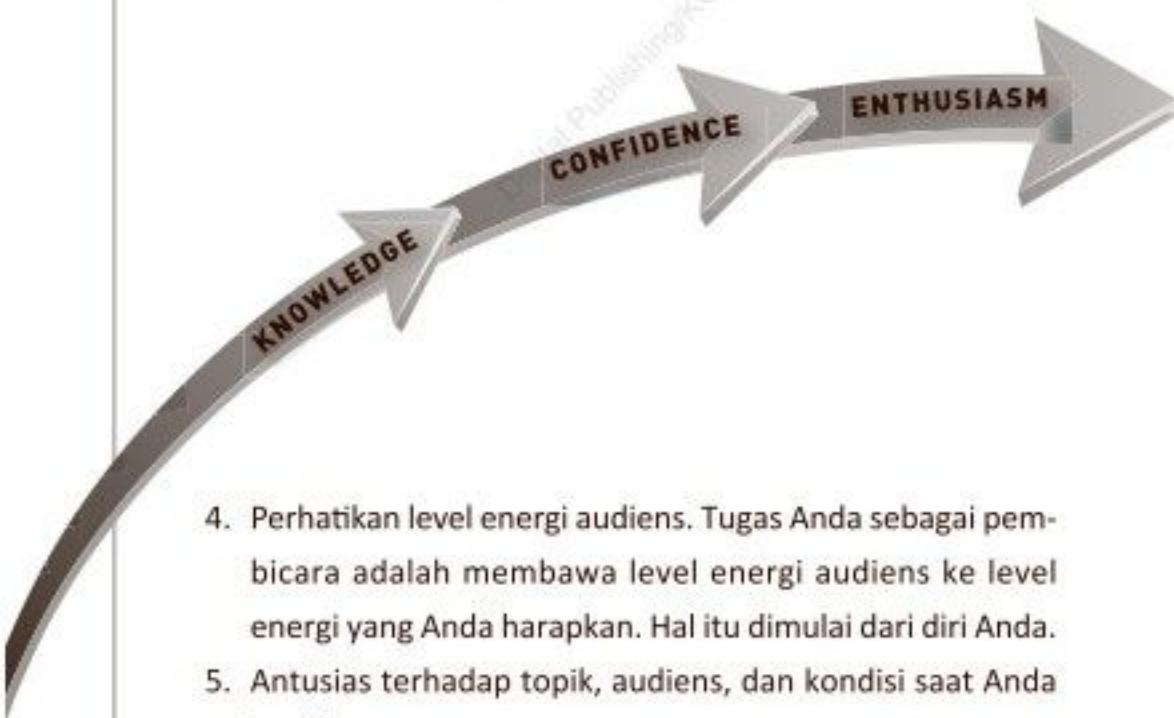 KNOWLEDGE
CONFIDENCE
ENTHUSIASM
4. Perhatikan level energi audiens. Tugas Anda sebagai pem-
bicara adalah membawa level energi audiens ke level
energi yang Anda harapkan. Hal itu dimulai dari diri Anda.
5. Antusias terhadap topik, audiens, dan kondisi saat Anda